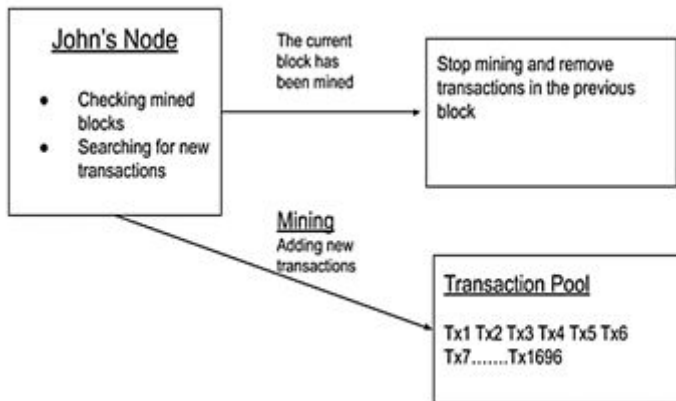 John's Node
● Checking mined
blocks
● Searching for new
transactions
The current
block has
been mined
Stop mining and remove
transactions in the previous
block
Mining
Adding new
transactions
Transaction Pool
Tx1 Tx2 Tx3 Tx4 Tx5 Tx6
Tx7.......Tx1696